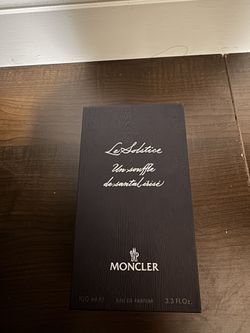 Le Solstice
Un souffle
de santal irisé
MONCLER
100 ml ℮ EAU DE PARFUM 3.3 FL.Oz.